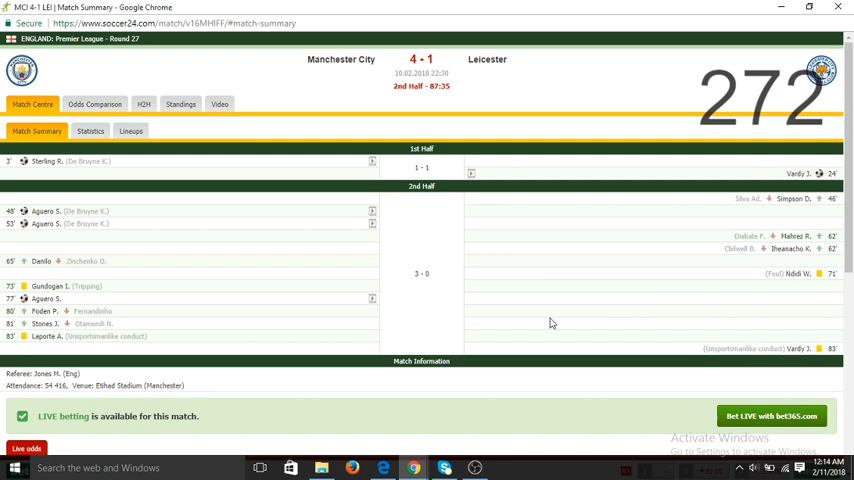 MCI 4-1 LEI | Match Summary - Google Chrome
Secure https://www.soccer24.com/match/v16MHIFF/#match-summary
ENGLAND: Premier League - Round 27
Manchester City 4 - 1 Leicester
10.02.2018 22:30
2nd Half - 87:35
272
Match Centre Odds Comparison H2H Standings Video
Match Summary Statistics Lineups
1st Half
3' Sterling R. (De Bruyne K.)
1 - 1
Vardy J. 24'
2nd Half
Silva Ad. Simpson D. 46'
48' Aguero S. (De Bruyne K.)
53' Aguero S. (De Bruyne K.)
Diabate F. Mahrez R. 62'
Chilwell B. Iheanacho K. 62'
65' Danilo Zinchenko O.
3 - 0
(Foul) Ndidi W. 71'
73' Gundogan I. (Tripping)
77' Aguero S.
80' Foden P. Fernandinho
81' Stones J. Otamendi N.
83' Laporte A. (Unsportsmanlike conduct)
(Unsportsmanlike conduct) Vardy J. 83'
Match Information
Referee: Jones M. (Eng)
Attendance: 54 416, Venue: Etihad Stadium (Manchester)
LIVE betting is available for this match.
Bet LIVE with bet365.com
Activate Windows
Go to Settings to activate Windows.
Live odds
Search the web and Windows
12:14 AM
2/11/2018